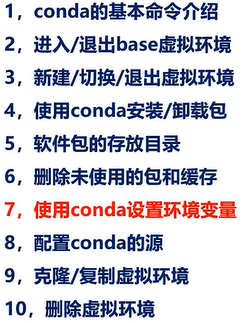 1，conda的基本命令介绍
2，进入/退出base虚拟环境
3，新建/切换/退出虚拟环境
4，使用conda安装/卸载包
5，软件包的存放目录
6，删除未使用的包和缓存
7，使用conda设置环境变量
8，配置conda的源
9，克隆/复制虚拟环境
10，删除虚拟环境